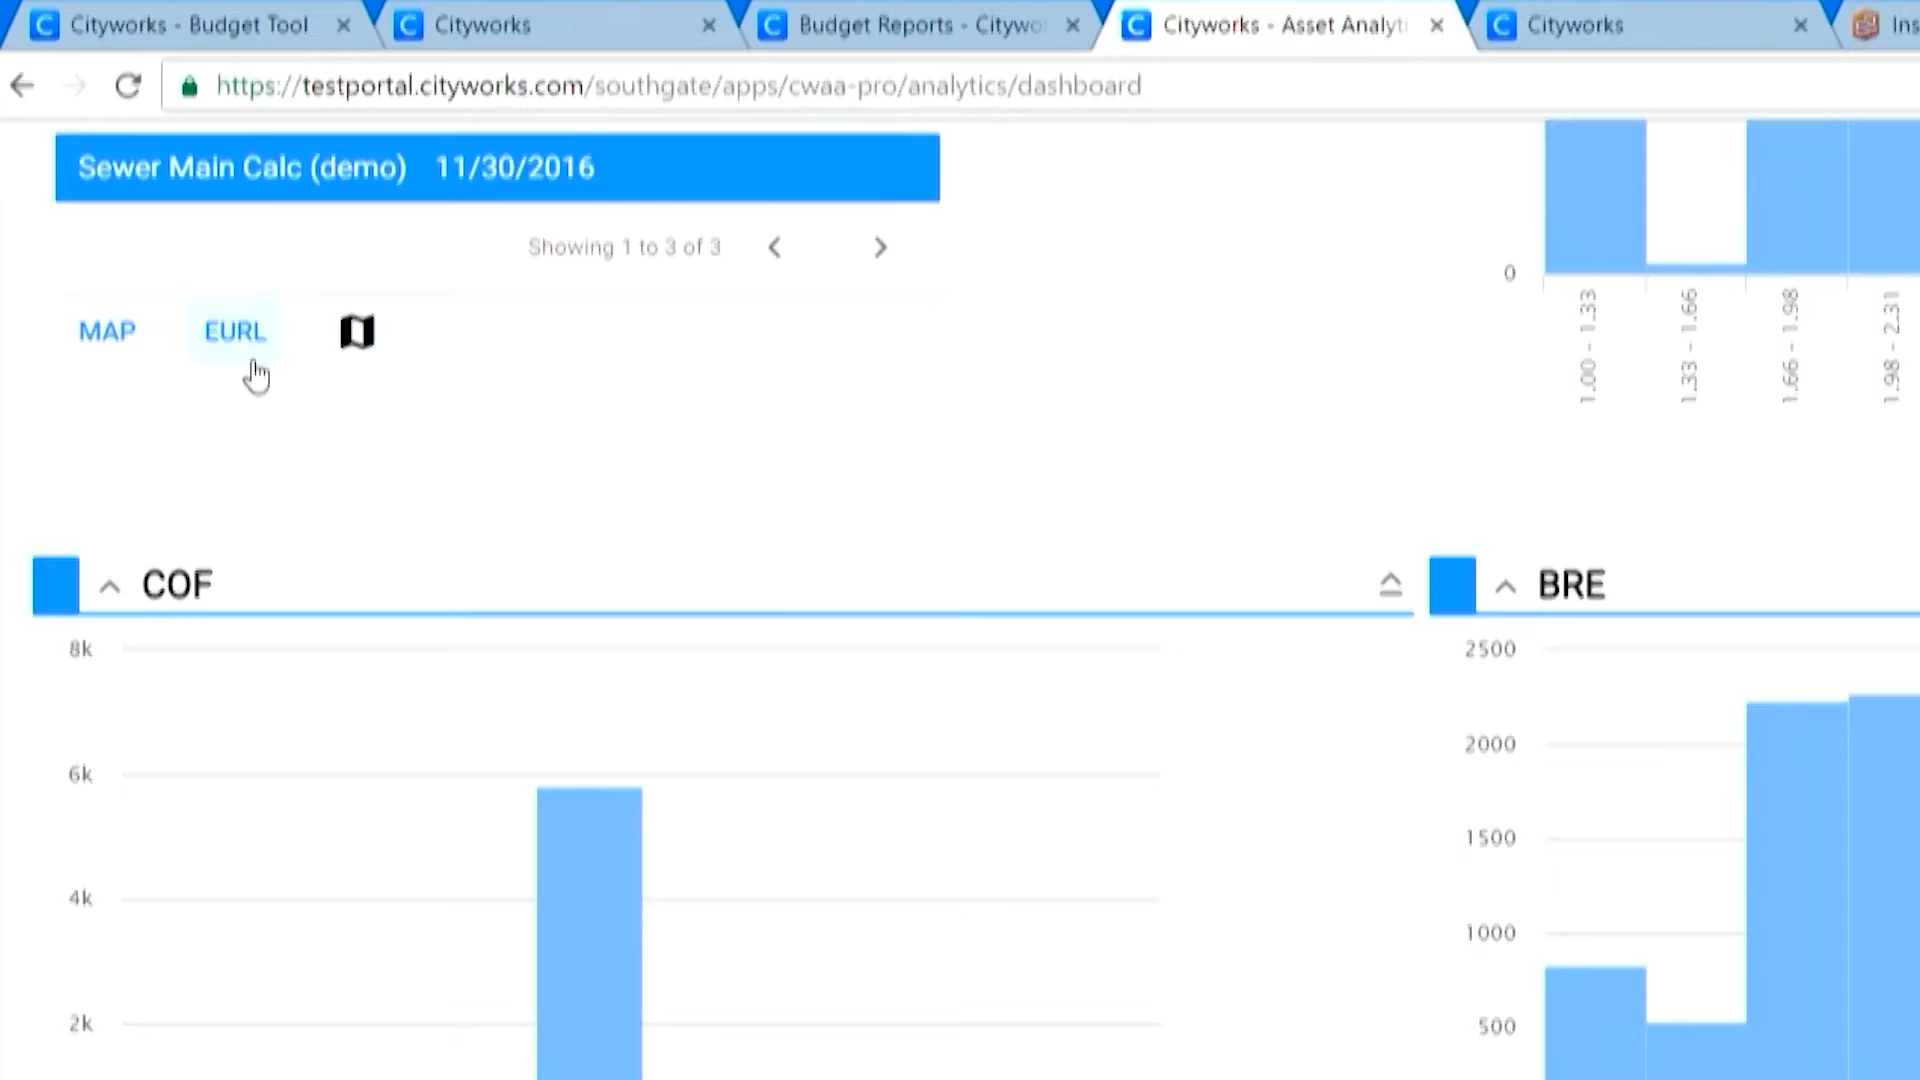 Cityworks - Budget Tool
Cityworks
Budget Reports - Citywo
Cityworks - Asset Analyt
Cityworks
Ins
https://testportal.cityworks.com/southgate/apps/cwaa-pro/analytics/dashboard
Sewer Main Calc (demo) 11/30/2016
Showing 1 to 3 of 3
MAP EURL
0
1.00 - 1.33
1.33 - 1.66
1.66 - 1.98
1.98 - 2.31
COF
8k
6k
4k
2k
BRE
2500
2000
1500
1000
500